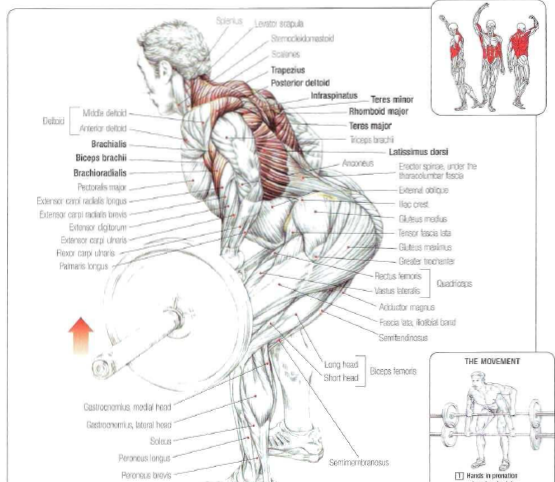 Splenius
Levator scapula
Sternocleidomastoid
Scalenes
Trapezius
Posterior deltoid
Infraspinatus
Teres minor
Rhomboid major
Teres major
Triceps brachii
Latissimus dorsi
Anconeus
Erector spinae, under the
thoracolumbar fascia
External oblique
Iliac crest
Gluteus medius
Tensor fascia lata
Gluteus maximus
Greater trochanter
Rectus femoris
Vastus lateralis
Quadriceps
Adductor magnus
Fascia lata, iliotibial band
Semitendinosus
Deltoid
Middle deltoid
Anterior deltoid
Brachialis
Biceps brachii
Brachioradialis
Pectoralis major
Extensor carpi radialis longus
Extensor carpi radialis brevis
Extensor digitorum
Extensor carpi ulnaris
Flexor carpi ulnaris
Palmaris longus
Long head
Short head
Biceps femoris
Gastrocnemius, medial head
Gastrocnemius, lateral head
Soleus
Peroneus longus
Peroneus brevis
Semimembranosus
THE MOVEMENT
1 Hands in pronation